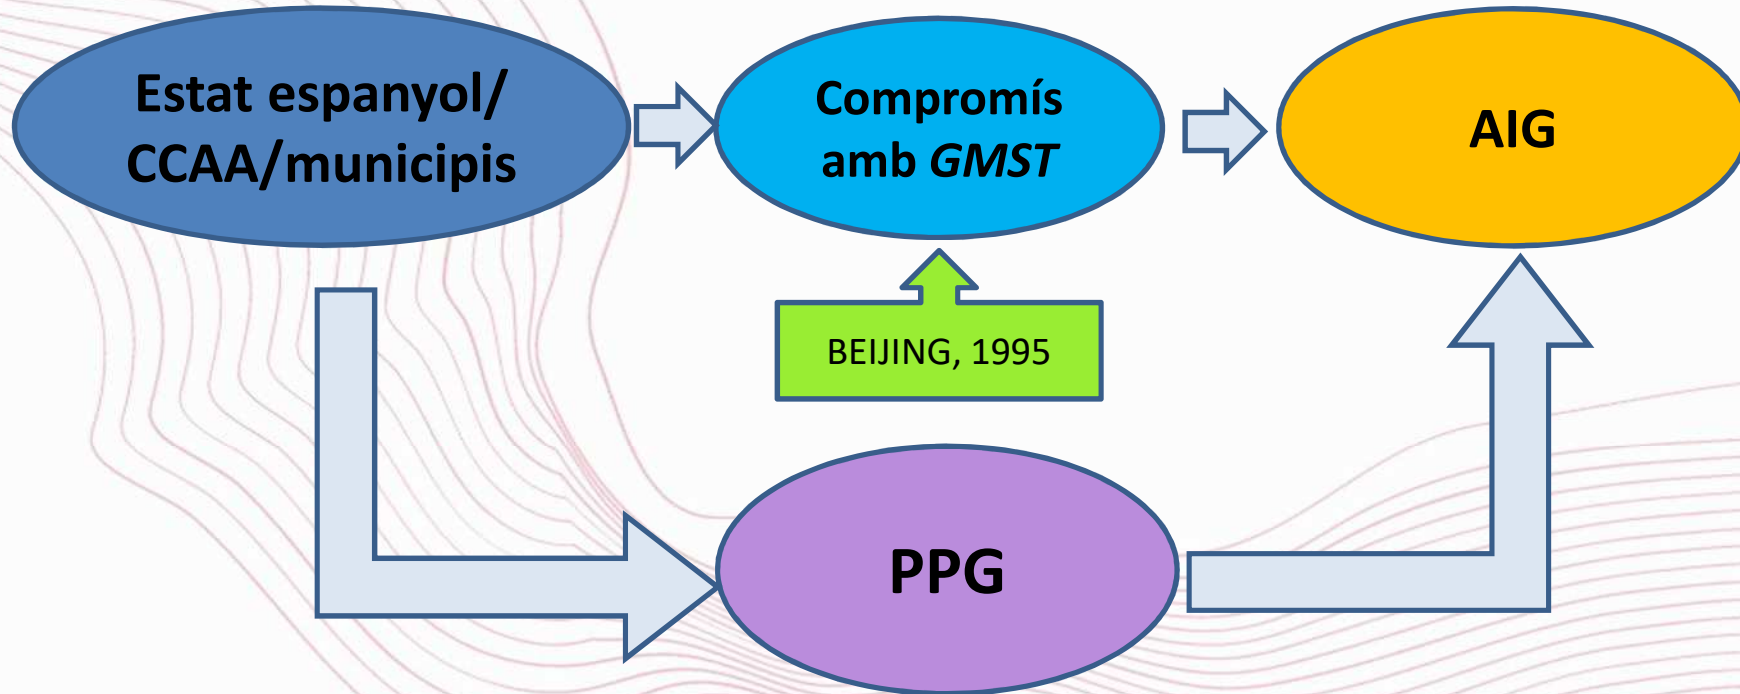 Estat espanyol/
CCAA/municipis
Compromís
amb GMST
AIG
BEIJING, 1995
PPG